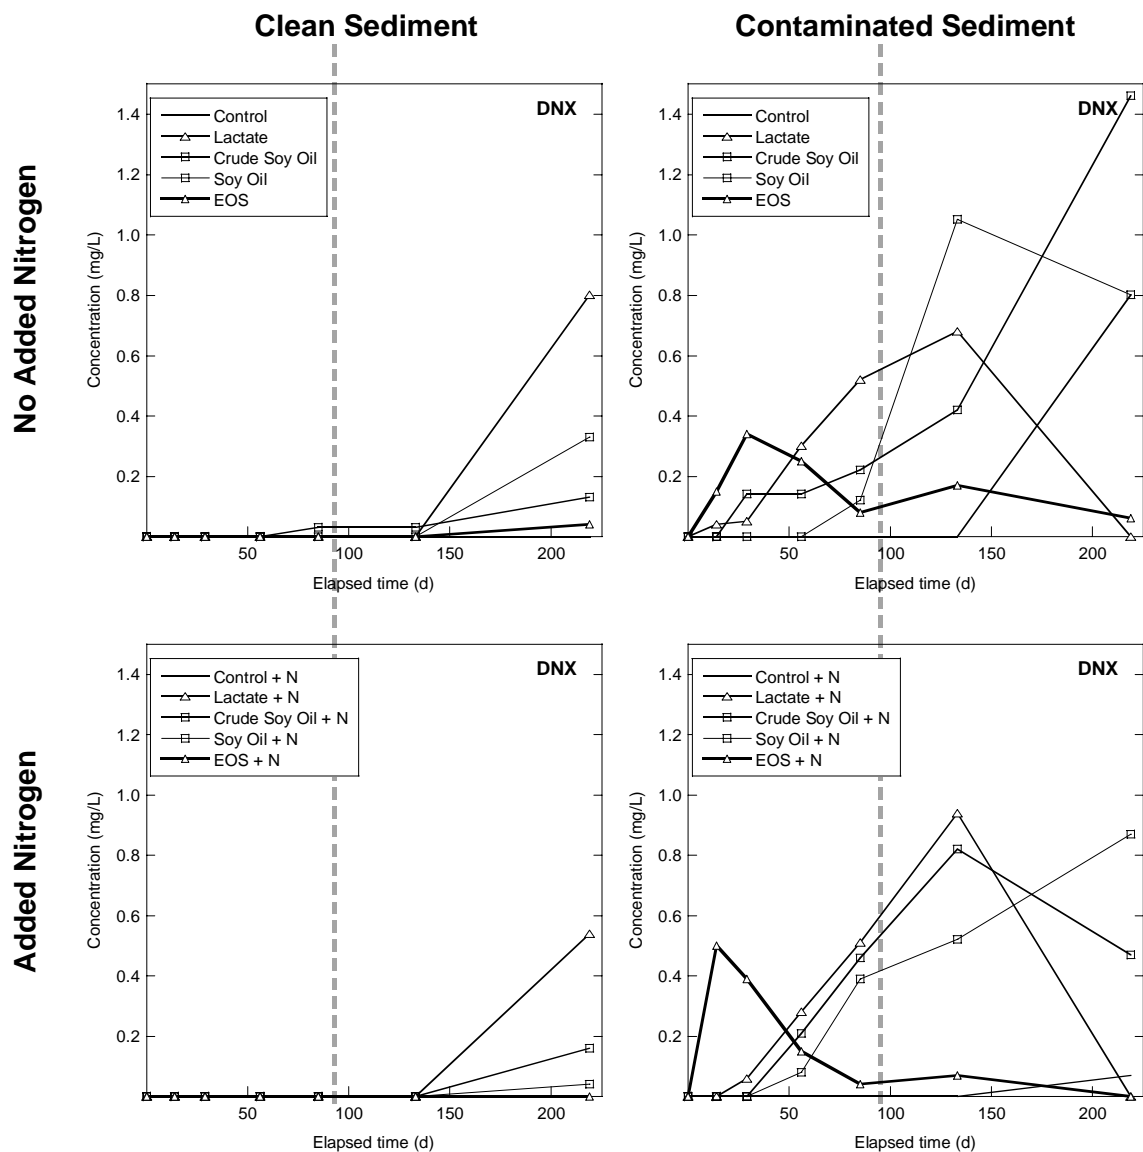 Clean Sediment
Contaminated Sediment
No Added Nitrogen
DNX
Control
Lactate
Crude Soy Oil
Soy Oil
EOS
1.4
1.2
1.0
0.8
0.6
0.4
0.2
Concentration (mg/L)
50
100
150
200
Elapsed time (d)
DNX
Control
Lactate
Crude Soy Oil
Soy Oil
EOS
1.4
1.2
1.0
0.8
0.6
0.4
0.2
Concentration (mg/L)
50
100
150
200
Elapsed time (d)
Added Nitrogen
DNX
Control + N
Lactate + N
Crude Soy Oil + N
Soy Oil + N
EOS + N
1.4
1.2
1.0
0.8
0.6
0.4
0.2
Concentration (mg/L)
50
100
150
200
Elapsed time (d)
DNX
Control + N
Lactate + N
Crude Soy Oil + N
Soy Oil + N
EOS + N
1.4
1.2
1.0
0.8
0.6
0.4
0.2
Concentration (mg/L)
50
100
150
200
Elapsed time (d)